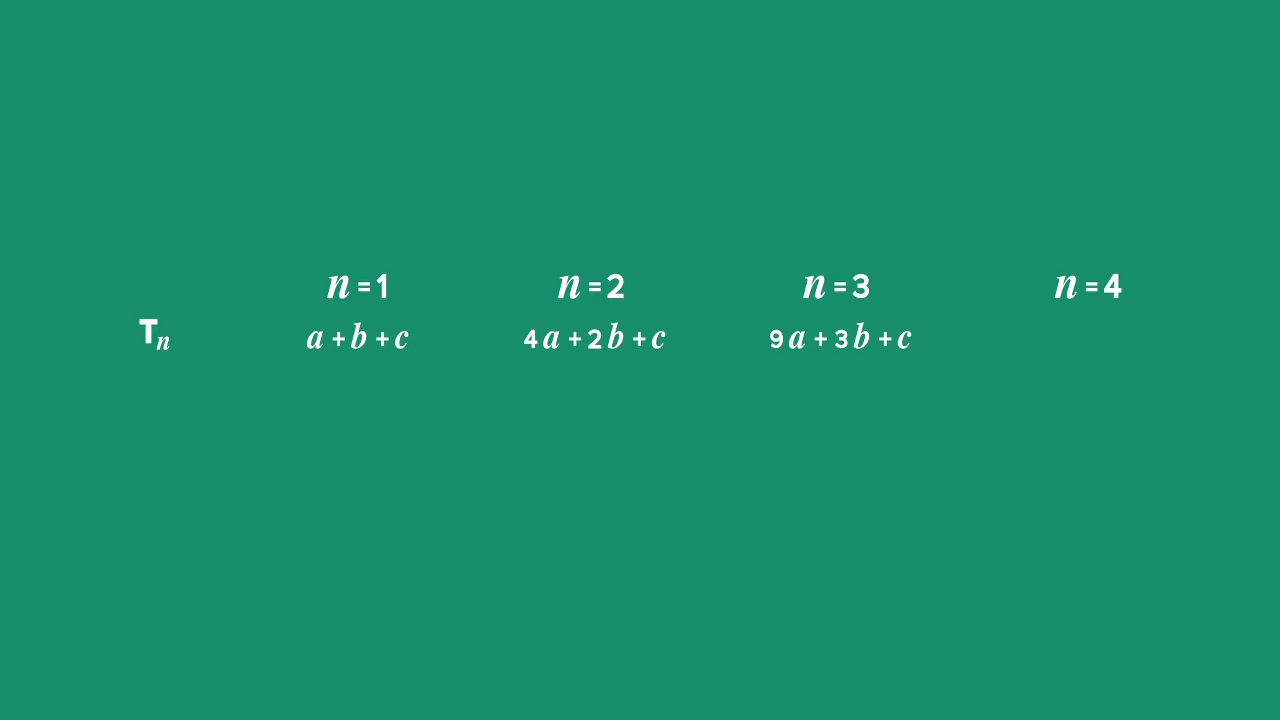 n = 1 n = 2 n = 3 n = 4
Tn a + b + c 4a + 2b + c 9a + 3b + c